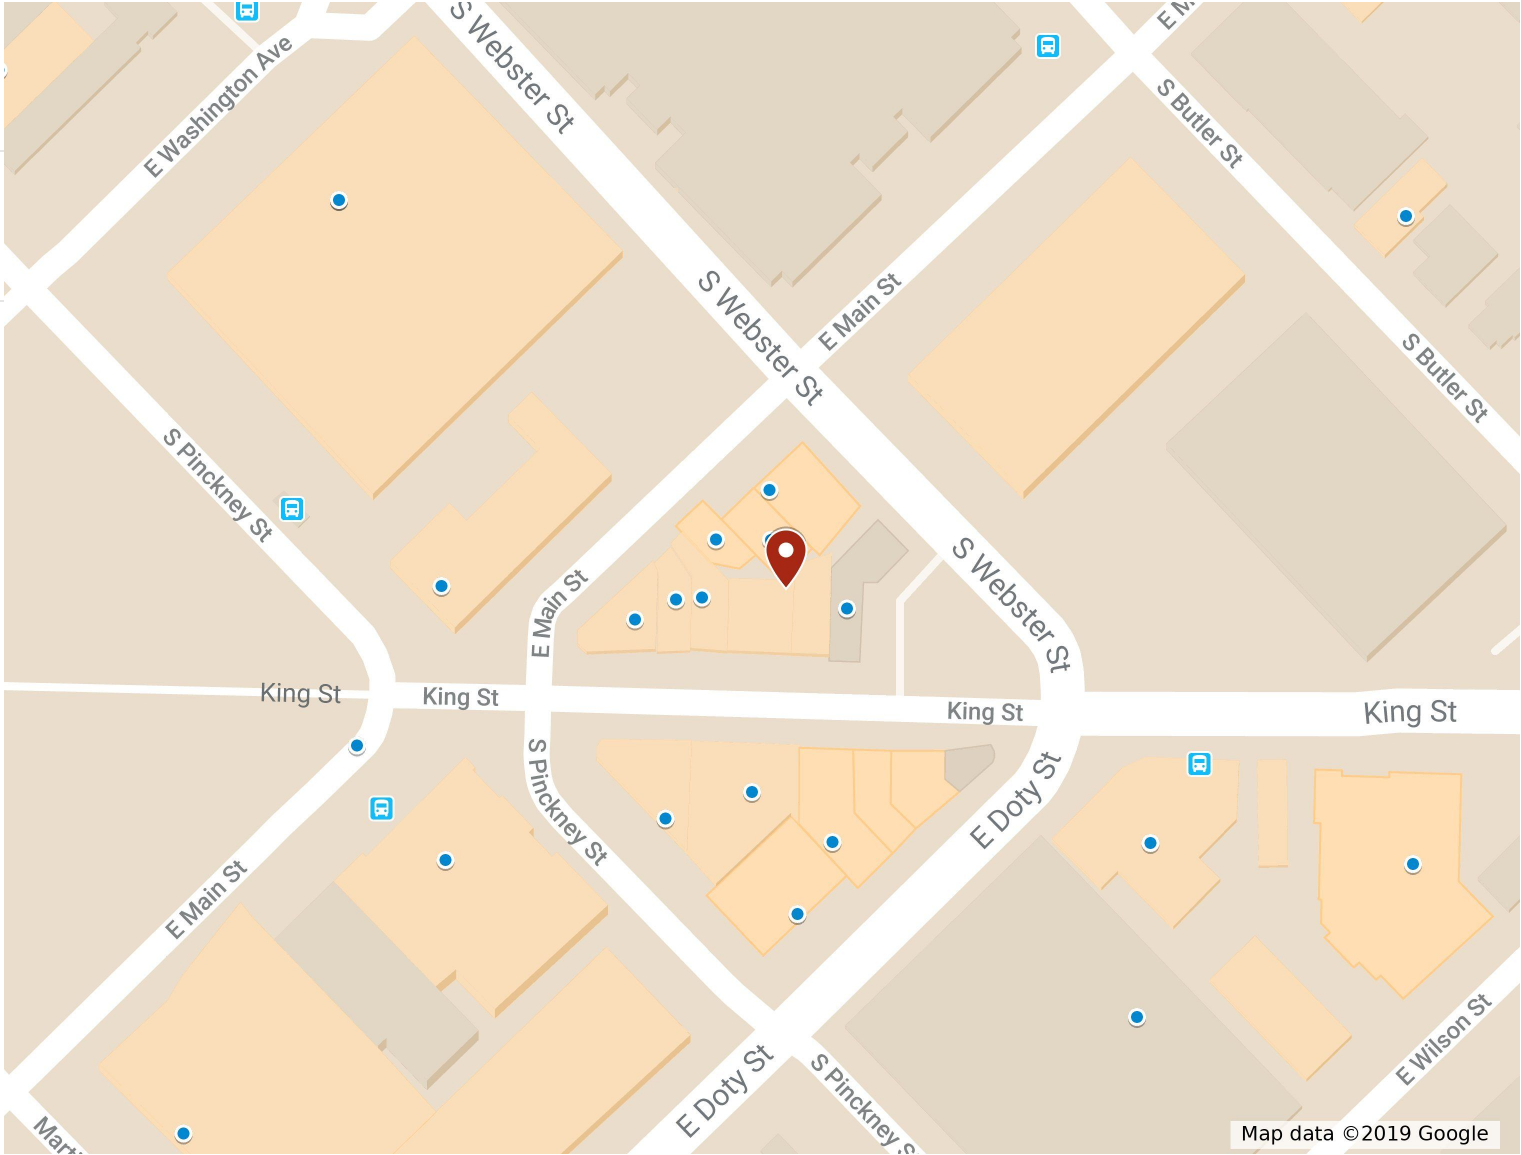 S Webster St
E M
E Washington Ave
S Butler St
S Webster St
E Main St
S Butler St
S Pinckney St
S Webster St
E Main St
King St
King St
King St
King St
S Pinckney St
E Doty St
E Main St
E Wilson St
E Doty St
S Pinckney S
Marti
Map data ©2019 Google